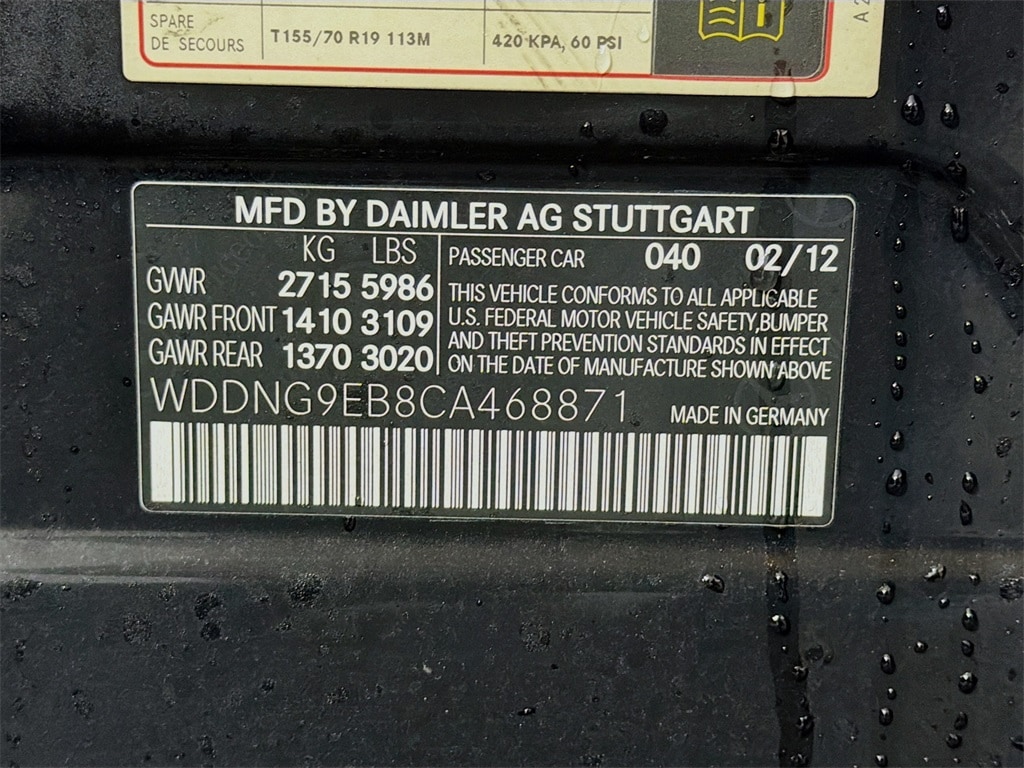 SPARE
DE SECOURS T155/70 R19 113M 420 KPA, 60 PSI
MFD BY DAIMLER AG STUTTGART
KG LBS
PASSENGER CAR 040 02/12
GVWR 2715 5986
GAWR FRONT 1410 3109
GAWR REAR 1370 3020
THIS VEHICLE CONFORMS TO ALL APPLICABLE
U.S. FEDERAL MOTOR VEHICLE SAFETY,BUMPER
AND THEFT PREVENTION STANDARDS IN EFFECT
ON THE DATE OF MANUFACTURE SHOWN ABOVE
WDDNG9EB8CA468871 MADE IN GERMANY